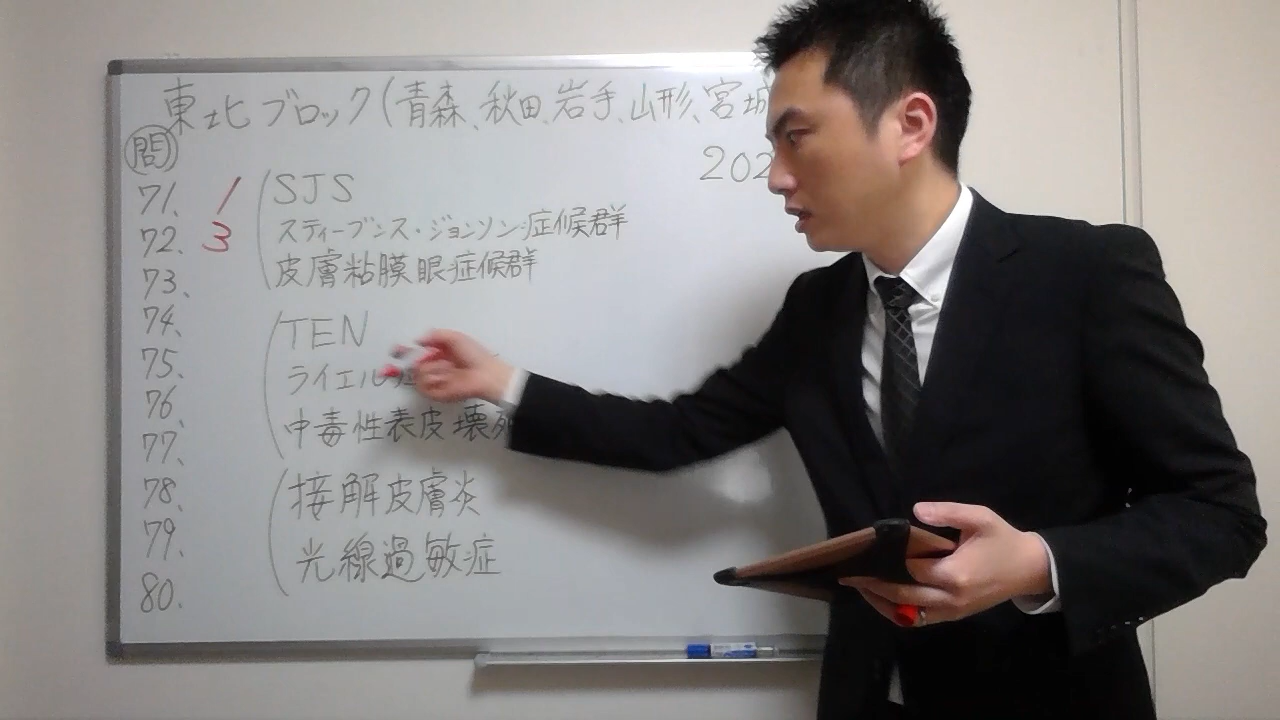 東北ブロック(青森、秋田、岩手、山形、宮城
202
問
71. 1
72. 3
73、
74、
75、
76、
77、
78、
79、
80.
SJS
スティーブンス・ジョンソン症候群
皮膚粘膜眼症候群
TEN
ライエル
中毒性表皮壊死
接解皮膚炎
光線過敏症